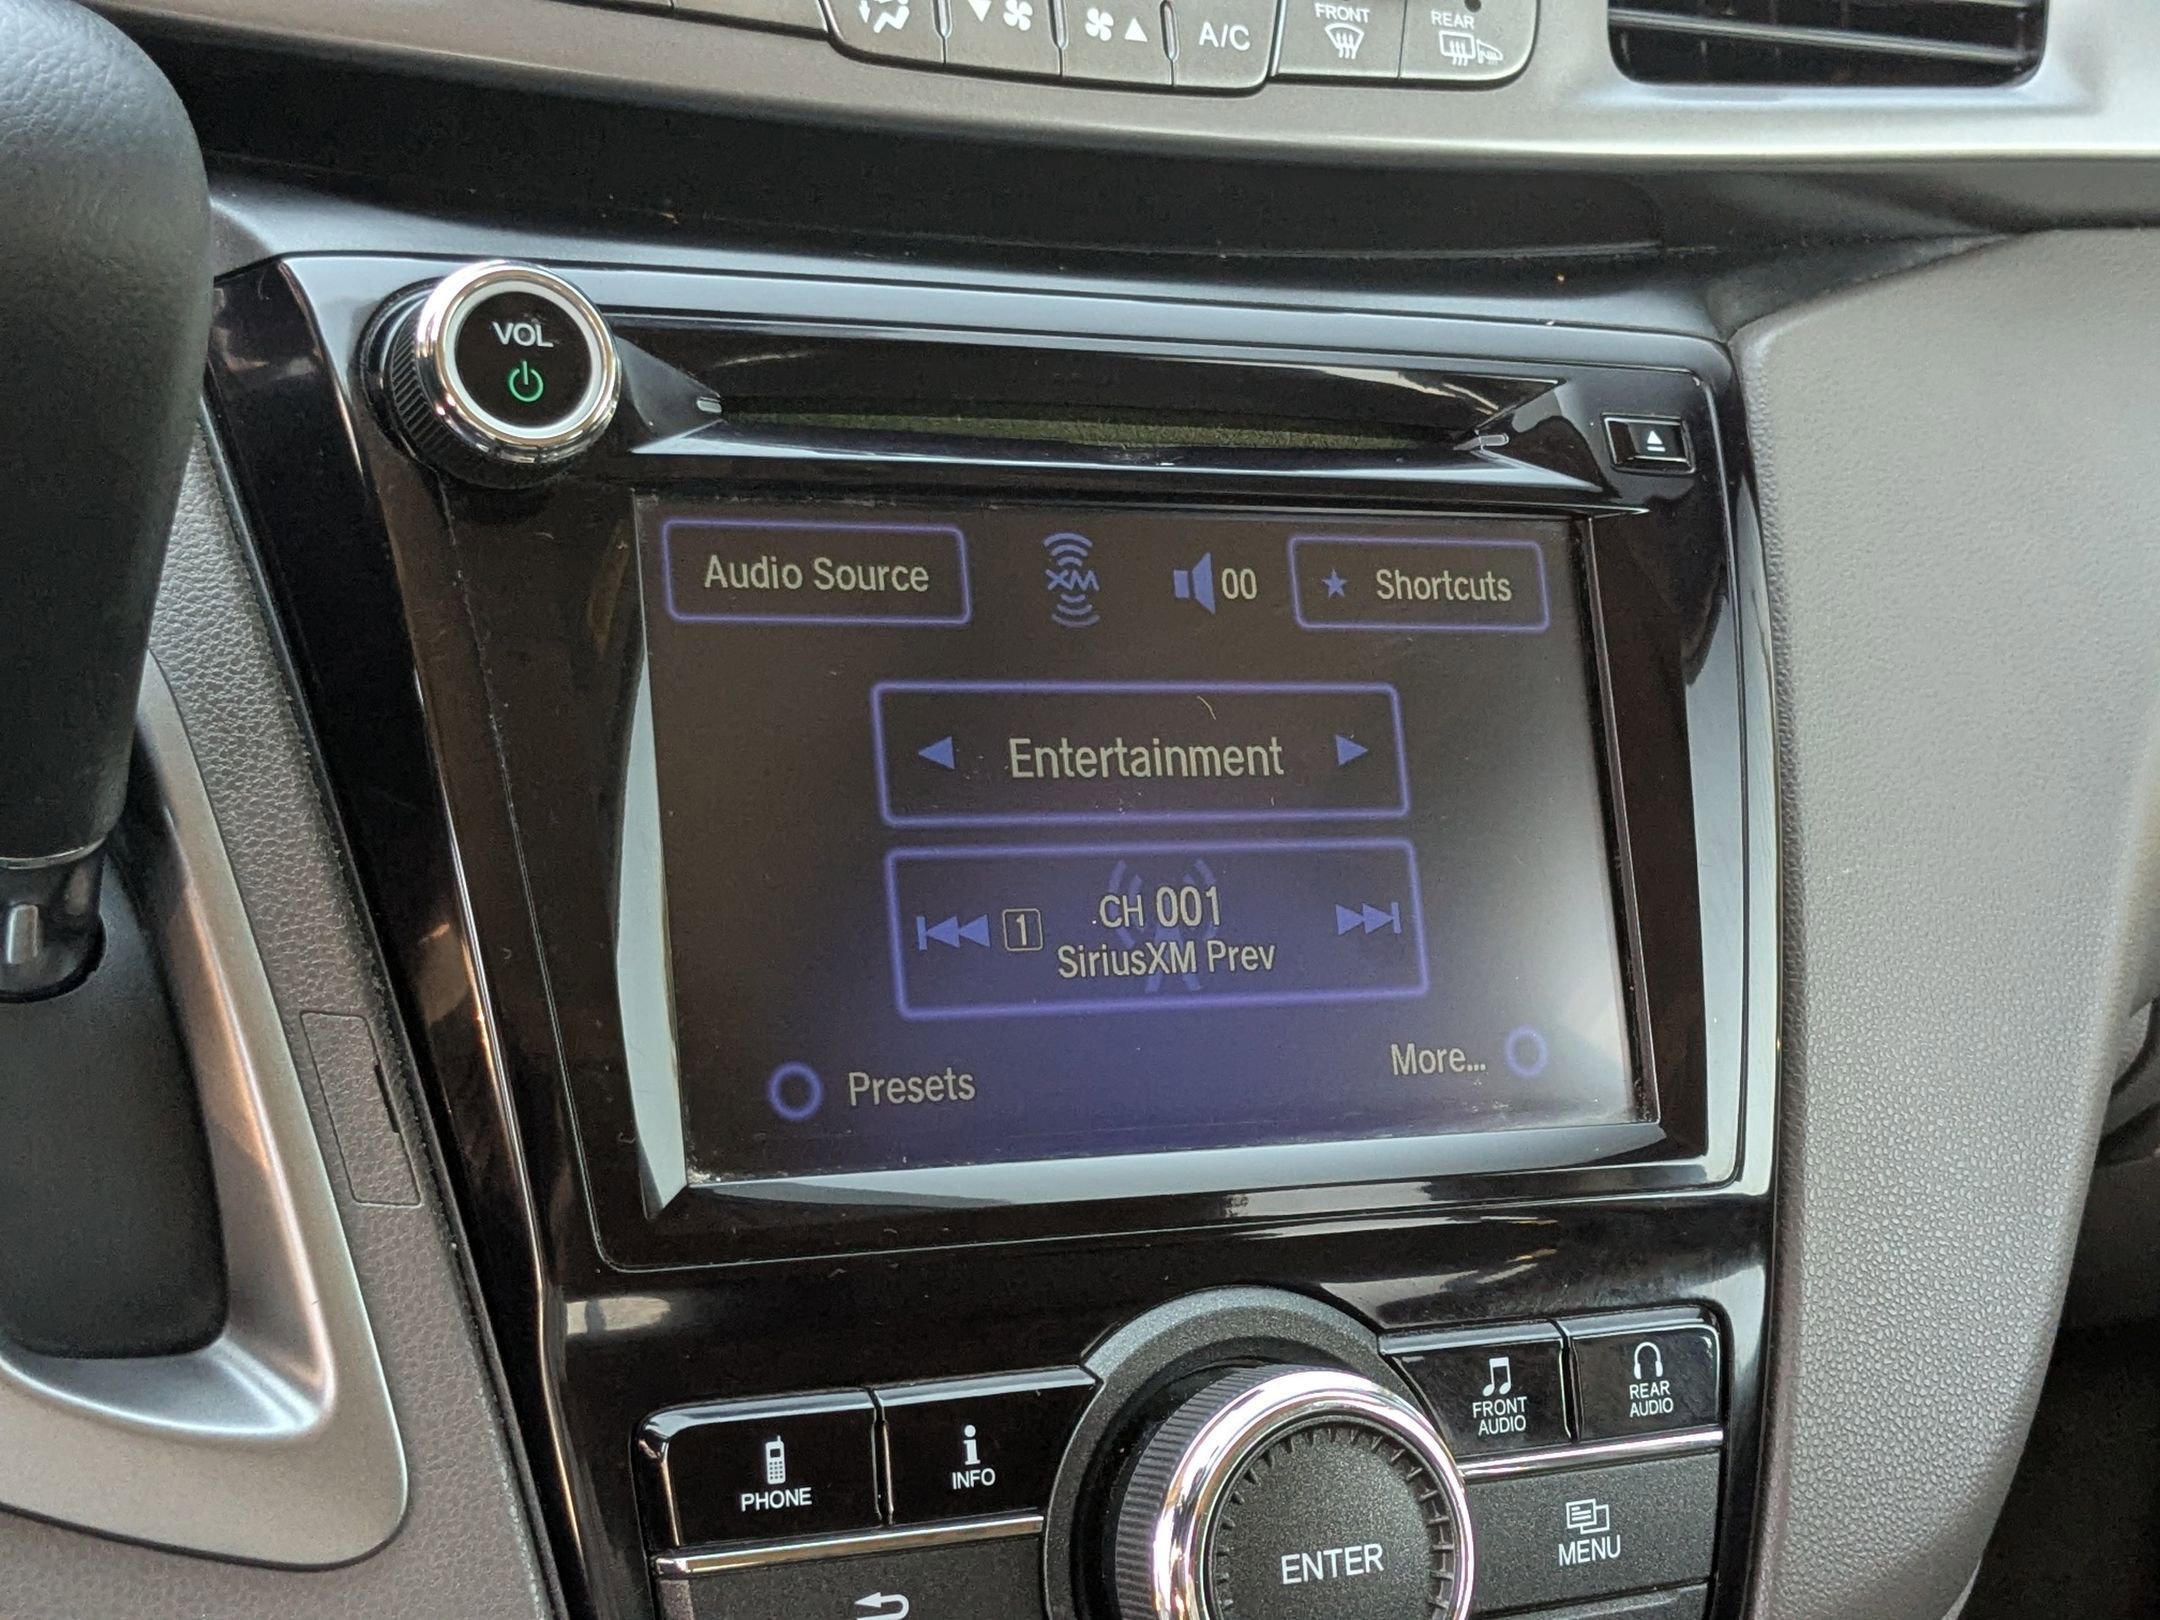 A/C
FRONT
REAR
VOL
Audio Source
XM
00
Shortcuts
Entertainment
1
CH 001
SiriusXM Prev
Presets
More...
PHONE
INFO
FRONT
AUDIO
REAR
AUDIO
ENTER
MENU